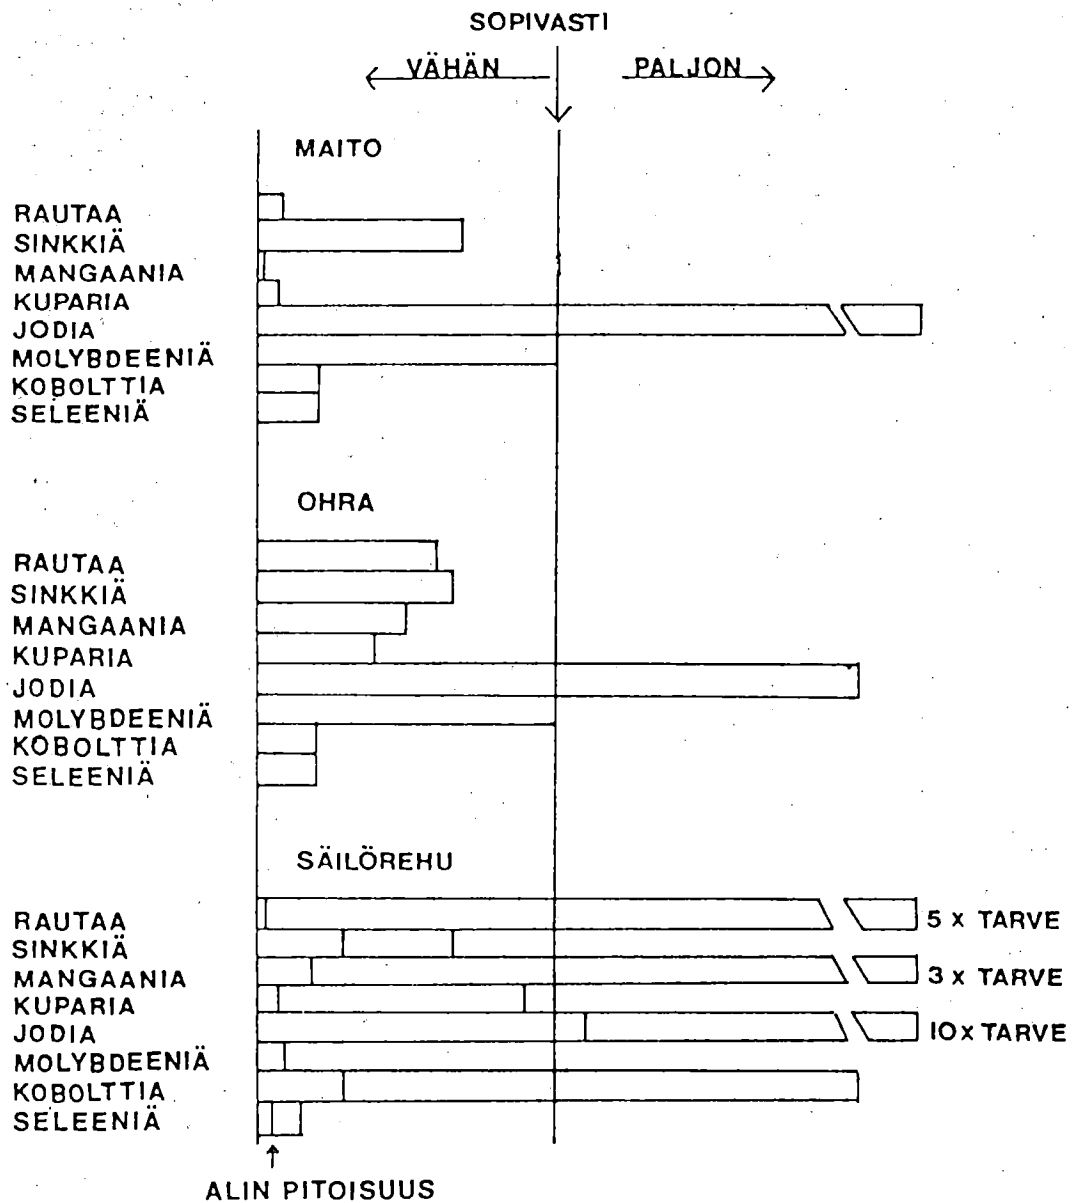 SOPIVASTI
VÄHÄN PALJON
MAITO
RAUTAA
SINKKIÄ
MANGAANIA
KUPARIA
JODIA
MOLYBDEENIÄ
KOBOLTTIA
SELEENIÄ
OHRA
RAUTAA
SINKKIÄ
MANGAANIA
KUPARIA
JODIA
MOLYBDEENIÄ
KOBOLTTIA
SELEENIÄ
SÄILÖREHU
RAUTAA 5 x TARVE
SINKKIÄ
MANGAANIA 3 x TARVE
KUPARIA
JODIA 10 x TARVE
MOLYBDEENIÄ
KOBOLTTIA
SELEENIÄ
ALIN PITOISUUS